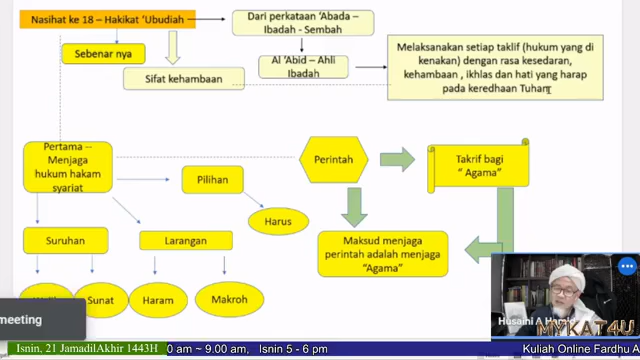 Nasihat ke 18 – Hakikat ‘Ubudiah
Dari perkataan ‘Abada –
Ibadah - Sembah
Sebenar nya
Sifat kehambaan
Al ‘Abid – Ahli
Ibadah
Melaksanakan setiap taklif (hukum yang di
kenakan) dengan rasa kesedaran,
kehambaan , ikhlas dan hati yang harap
pada keredhaan Tuhan
Pertama --
Menjaga
hukum hakam
syariat
Pilihan
Harus
Perintah
Takrif bagi
“ Agama”
Suruhan
Larangan
Maksud menjaga
perintah adalah menjaga
“Agama”
Sunat
Haram
Makroh
meeting
Husaini A Hamid
MYKAT4U
Isnin, 21 JamadilAkhir 1443H
0 am ~ 9.00 am, Isnin 5 - 6 pm
Kuliah Online Fardhu A